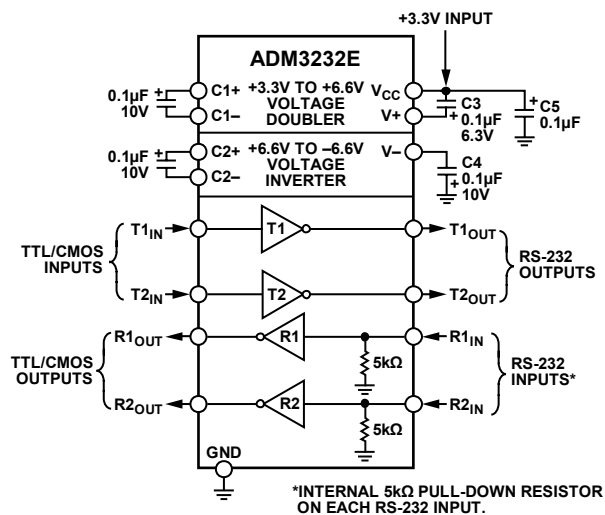 +3.3V INPUT
ADM3232E
0.1µF
10V
+
C1+
C1–
+3.3V TO +6.6V
VOLTAGE
DOUBLER
VCC
V+
+
C3
0.1µF
6.3V
+
C5
0.1µF
0.1µF
10V
+
C2+
C2–
+6.6V TO –6.6V
VOLTAGE
INVERTER
V–
+
C4
0.1µF
10V
TTL/CMOS
INPUTS
T1IN
T1
T1OUT
T2IN
T2
T2OUT
RS-232
OUTPUTS
TTL/CMOS
OUTPUTS
R1OUT
R1
R1IN
5kΩ
R2OUT
R2
R2IN
5kΩ
RS-232
INPUTS*
GND
*INTERNAL 5kΩ PULL-DOWN RESISTOR
ON EACH RS-232 INPUT.